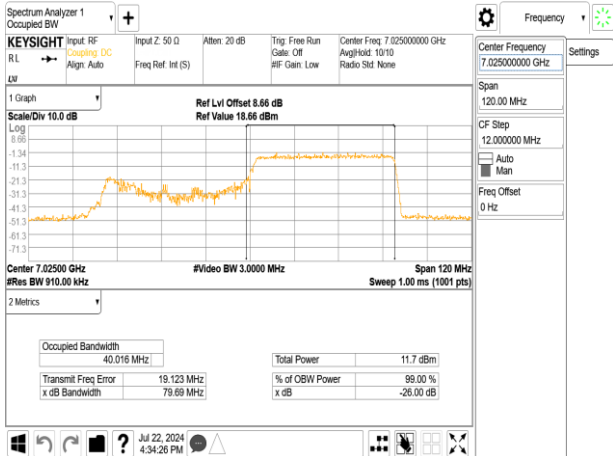 Spectrum Analyzer 1
Occupied BW
Frequency
KEYSIGHT
RL
LXI
Input: RF
Coupling: DC
Align: Auto
Input Z: 50 Ω
Freq Ref: Int (S)
Atten: 20 dB
Trig: Free Run
Gate: Off
#IF Gain: Low
Center Freq: 7.025000000 GHz
Avg|Hold: 10/10
Radio Std: None
Center Frequency
7.025000000 GHz
Settings
Span
120.00 MHz
CF Step
12.000000 MHz
Auto
Man
Freq Offset
0 Hz
1 Graph
Scale/Div 10.0 dB
Ref Lvl Offset 8.66 dB
Ref Value 18.66 dBm
Log
8.66
-1.34
-11.3
-21.3
-31.3
-41.3
-51.3
-61.3
-71.3
Center 7.02500 GHz
#Res BW 910.00 kHz
#Video BW 3.0000 MHz
Span 120 MHz
Sweep 1.00 ms (1001 pts)
2 Metrics
Occupied Bandwidth
40.016 MHz
Transmit Freq Error 19.123 MHz
x dB Bandwidth 79.69 MHz
Total Power 11.7 dBm
% of OBW Power 99.00 %
x dB -26.00 dB
?
Jul 22, 2024
4:34:26 PM